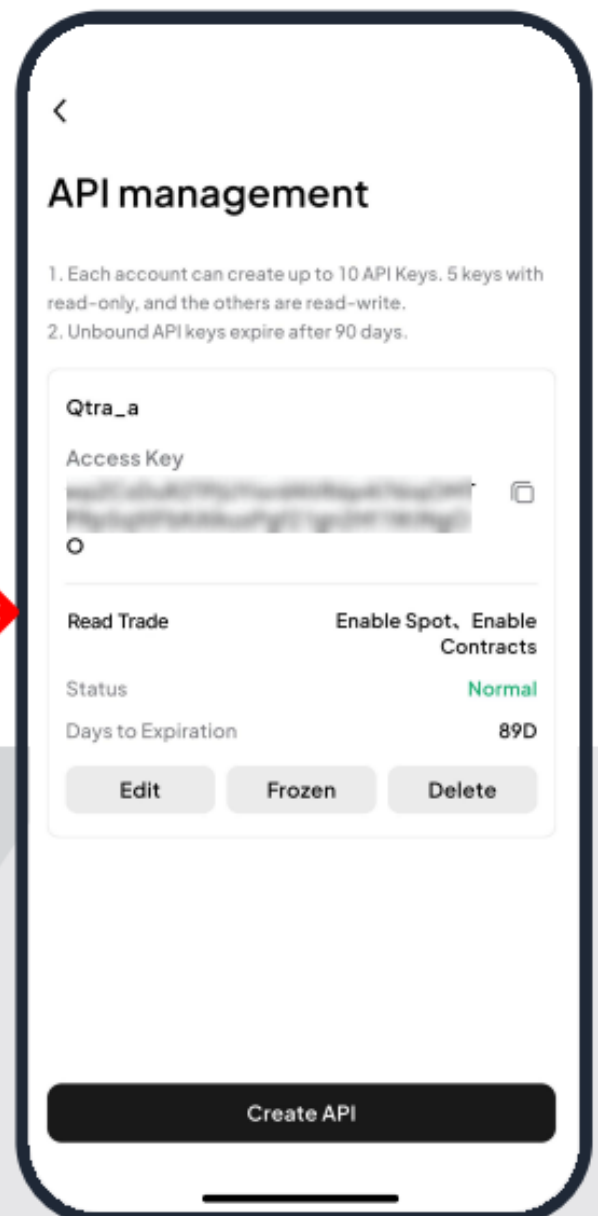 API management
1. Each account can create up to 10 API Keys. 5 keys with
read-only, and the others are read-write.
2. Unbound API keys expire after 90 days.
Qtra_a
Access Key
O
Read Trade
Enable Spot、Enable
Contracts
Status
Normal
Days to Expiration
89D
Edit
Frozen
Delete
Create API